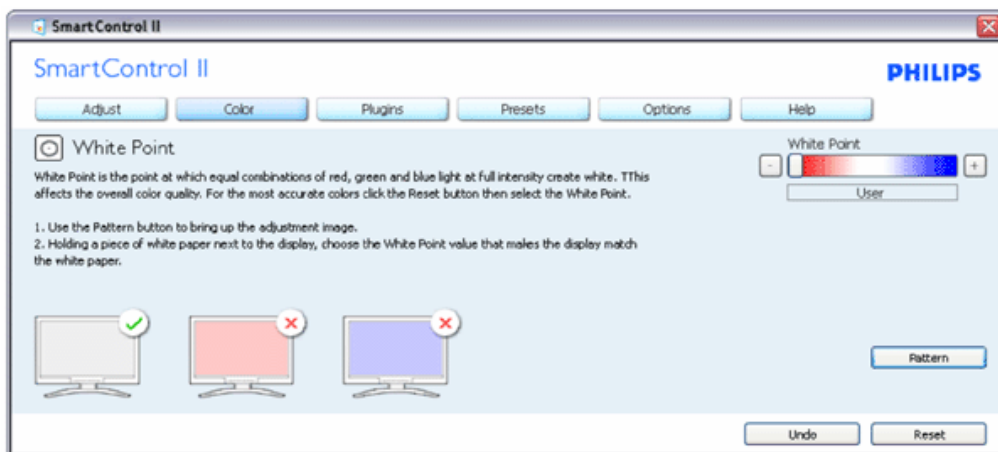 SmartControl II
SmartControl II
PHILIPS
Adjust
Color
Plugins
Presets
Options
Help
White Point
White Point is the point at which equal combinations of red, green and blue light at full intensity create white. TThis
affects the overall color quality. For the most accurate colors click the Reset button then select the White Point.
1. Use the Pattern button to bring up the adjustment image.
2. Holding a piece of white paper next to the display, choose the White Point value that makes the display match
the white paper.
White Point
-
+
User
Pattern
Undo
Reset